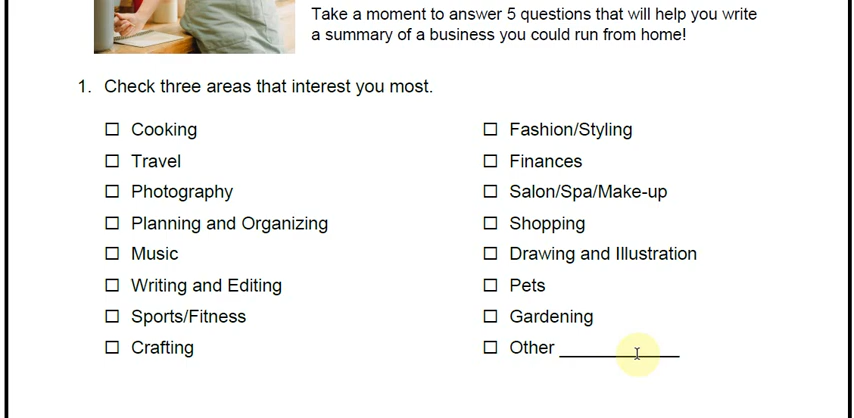 Take a moment to answer 5 questions that will help you write
a summary of a business you could run from home!
1. Check three areas that interest you most.
☐ Cooking
☐ Travel
☐ Photography
☐ Planning and Organizing
☐ Music
☐ Writing and Editing
☐ Sports/Fitness
☐ Crafting
☐ Fashion/Styling
☐ Finances
☐ Salon/Spa/Make-up
☐ Shopping
☐ Drawing and Illustration
☐ Pets
☐ Gardening
☐ Other ____________